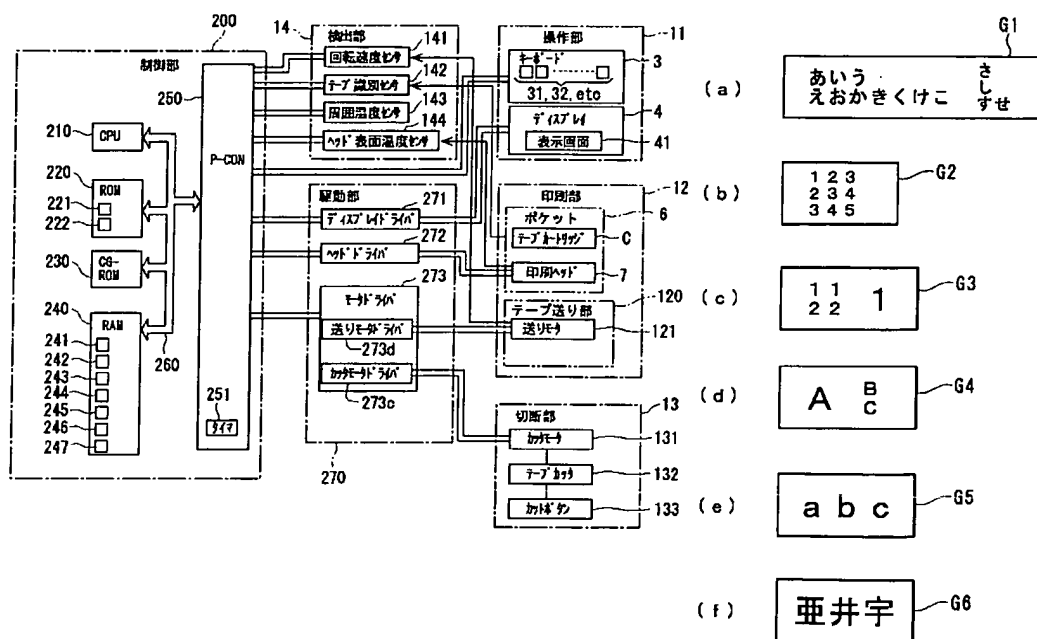 200
制御部
250
P-CON
210
CPU
220
ROM
221
222
230
CG-ROM
240
RAM
241
242
243
244
245
246
247
260
251
タイマ
14
検出部
141
回転速度センサ
142
テープ識別センサ
143
周囲温度センサ
144
ヘッド表面温度センサ
駆動部
271
ディスプレイドライバ
272
ヘッドドライバ
273
モータドライバ
送りモータドライバ
273d
カッタモータドライバ
273c
270
操作部
11
キーボード
3
31, 32, etc
ディスプレイ
4
表示画面
41
印刷部
12
ポケット
6
テープカートリッジ
C
印刷ヘッド
7
テープ送り部
120
送りモータ
121
切断部
13
カッタモータ
131
テープカッタ
132
カットボタン
133
(a)
G1
あいう
えおかきくけこ
さ
し
すせ
(b)
G2
1 2 3
2 3 4
3 4 5
(c)
G3
1 1
2 2
1
(d)
G4
A
B
C
(e)
G5
a b c
(f)
G6
亜井宇